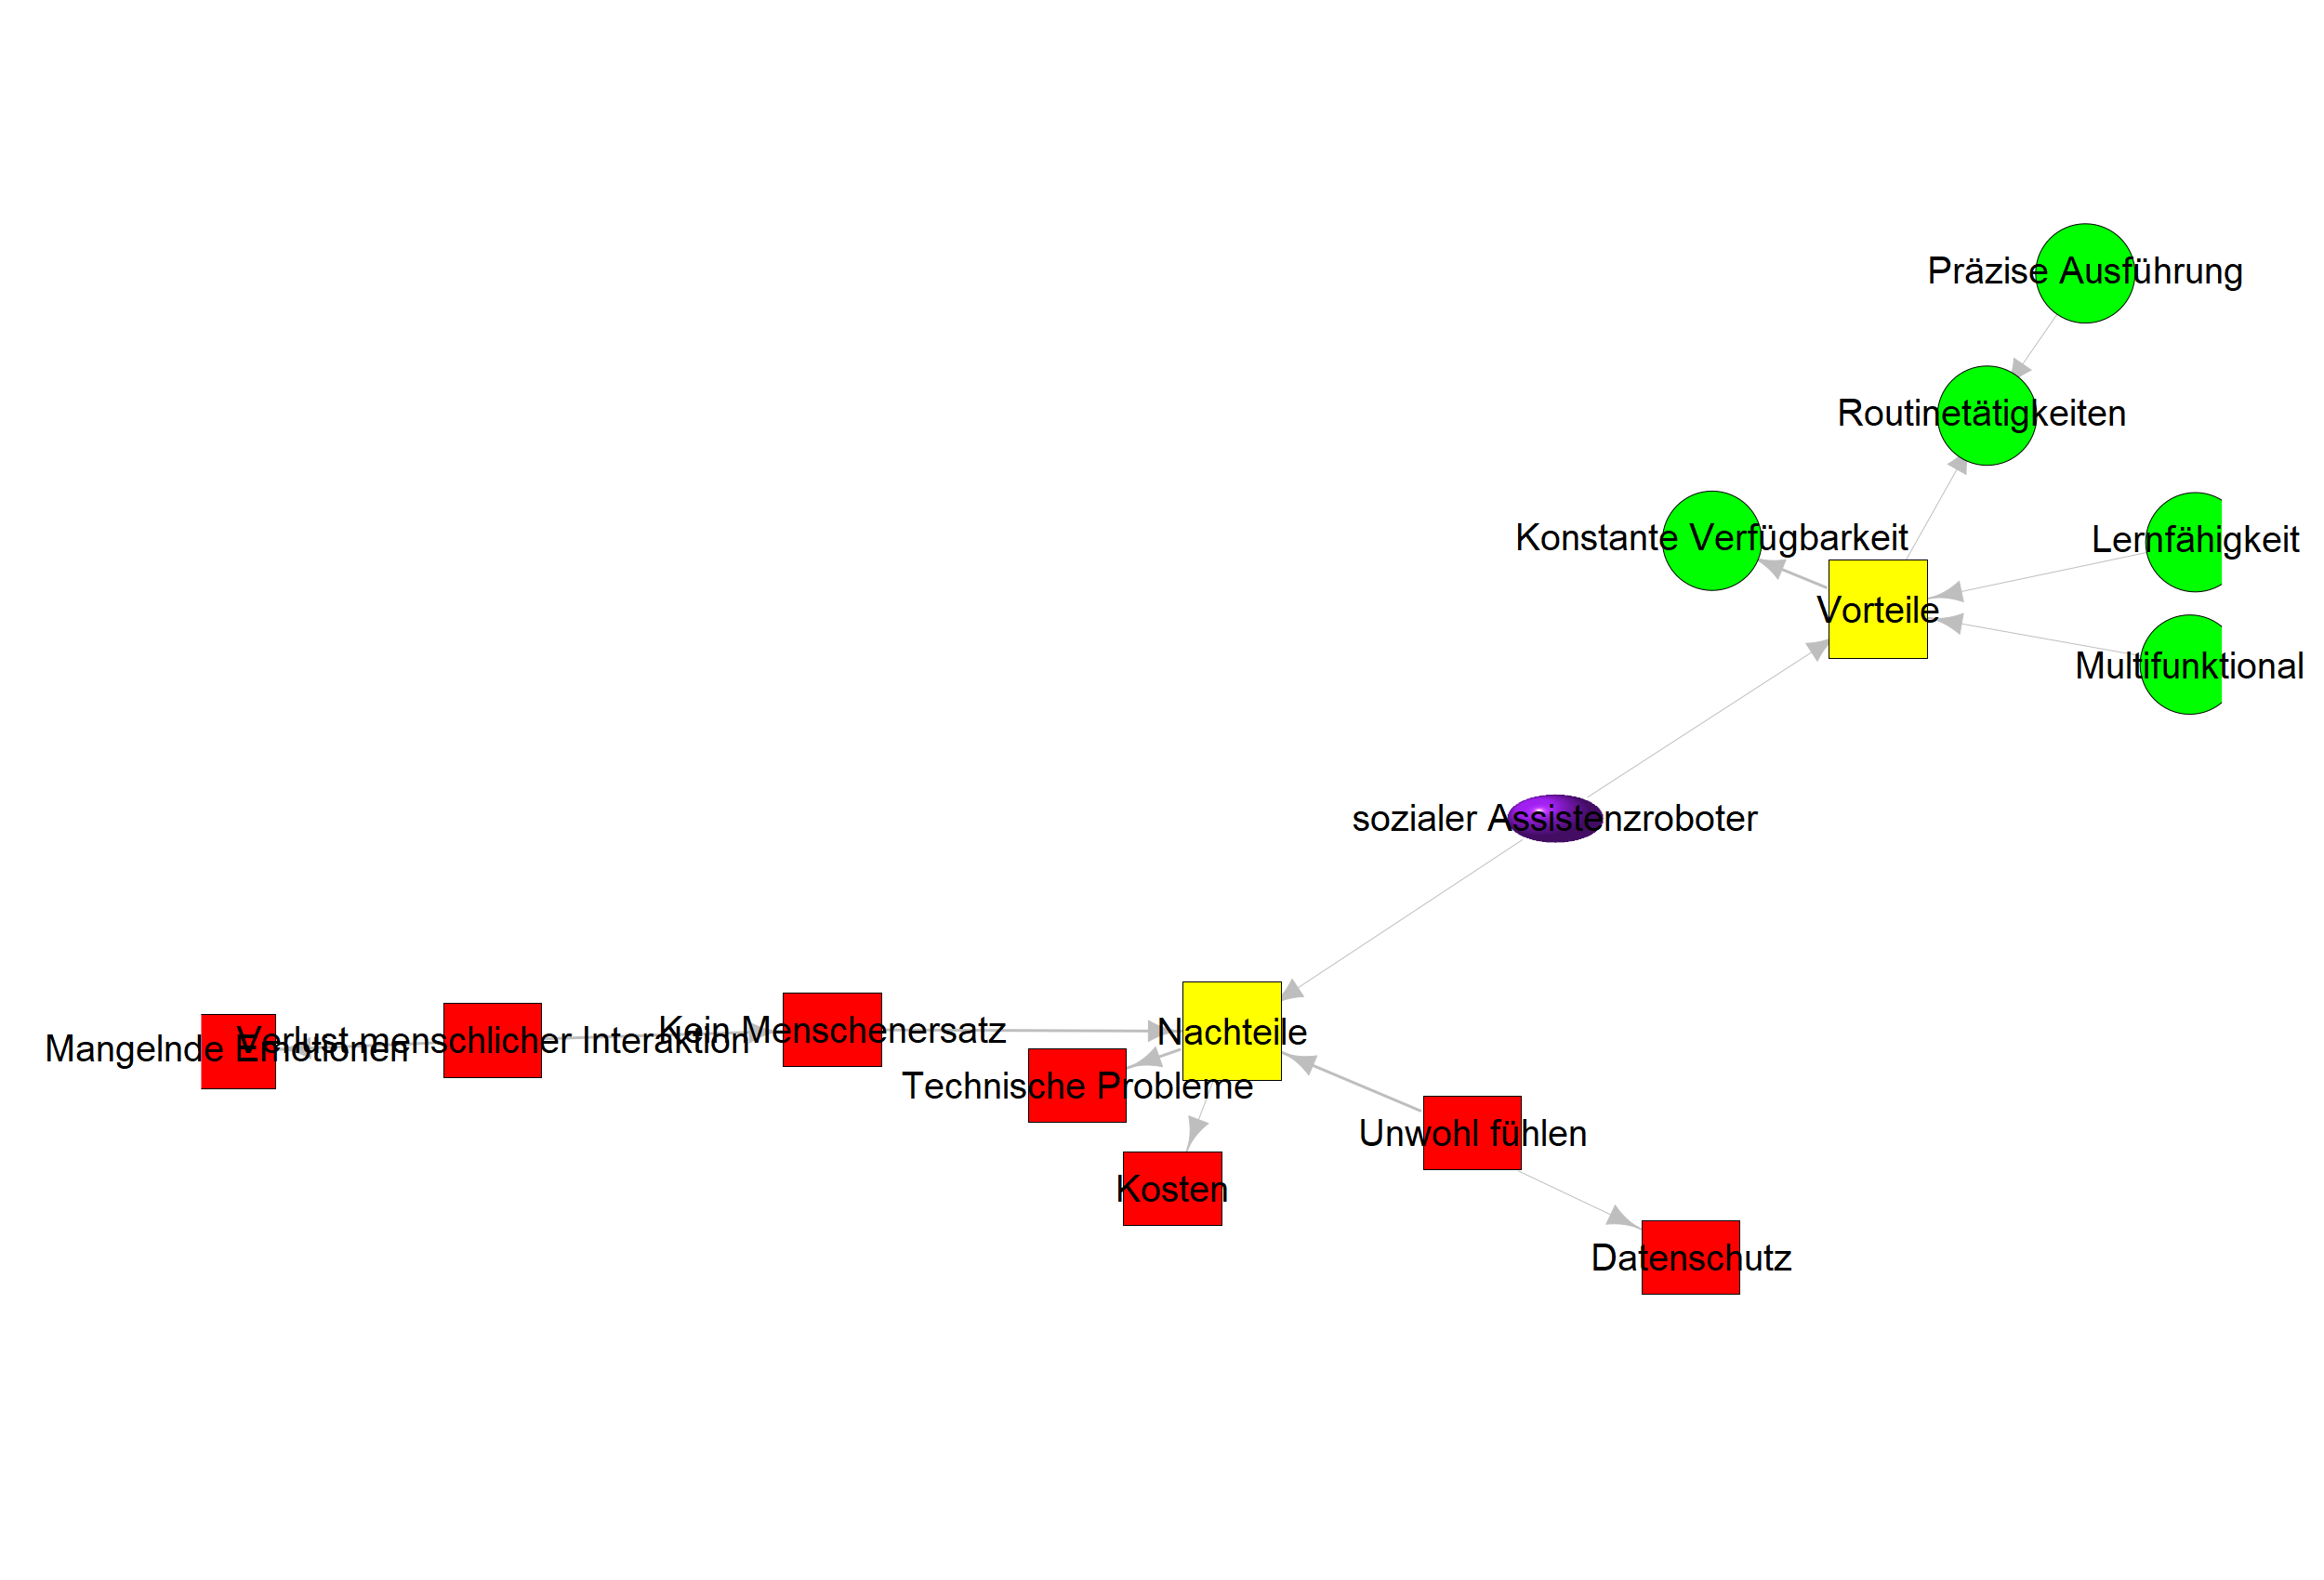 Präzise Ausführung
Routinetätigkeiten
Konstante Verfügbarkeit
Lernfähigkeit
Vorteile
Multifunktional
sozialer Assistenzroboter
Mangelnde Emotionen
Verlust menschlicher Interaktion
Kein Menschenersatz
Nachteile
Technische Probleme
Unwohl fühlen
Kosten
Datenschutz